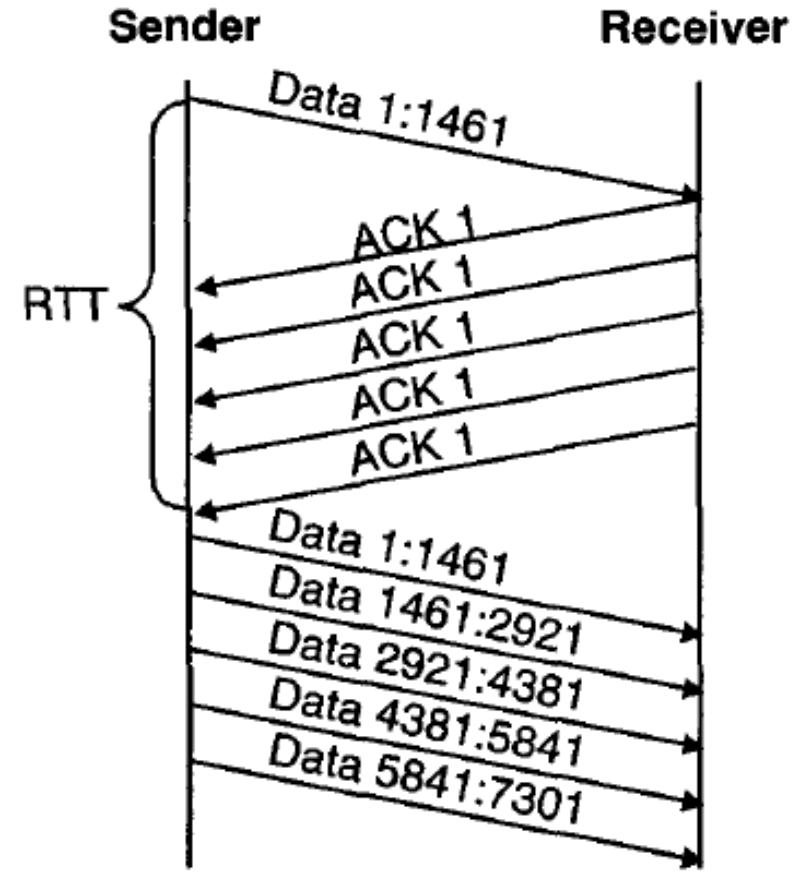 Sender Receiver
Data 1:1461
ACK 1
ACK 1
RTT
ACK 1
ACK 1
ACK 1
Data 1:1461
Data 1461:2921
Data 2921:4381
Data 4381:5841
Data 5841:7301